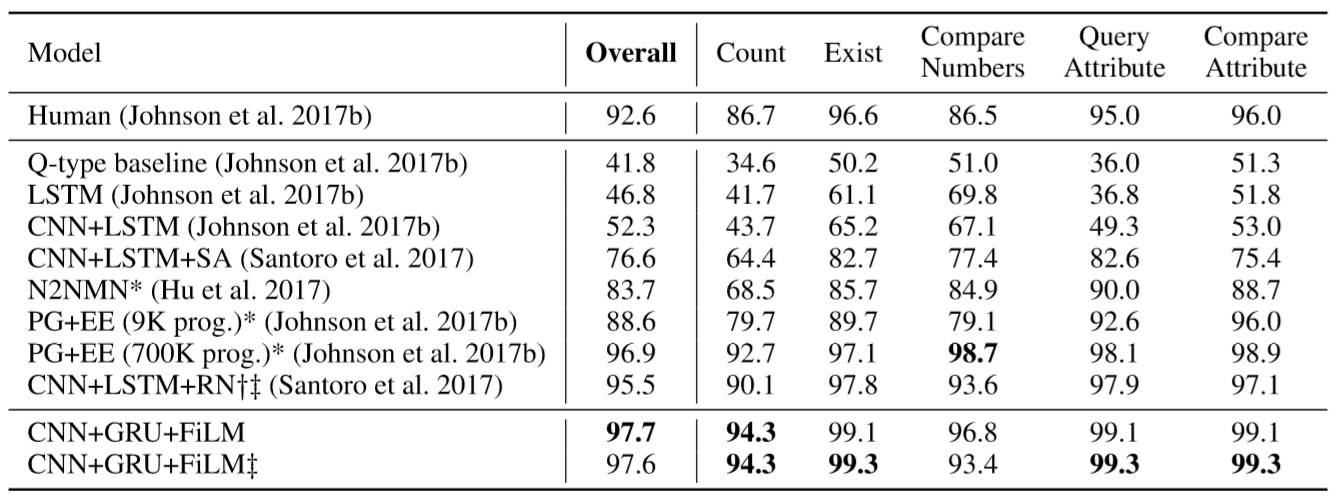 Model Overall Count Exist Compare Numbers Query Attribute Compare Attribute
Human (Johnson et al. 2017b) 92.6 86.7 96.6 86.5 95.0 96.0
Q-type baseline (Johnson et al. 2017b) 41.8 34.6 50.2 51.0 36.0 51.3
LSTM (Johnson et al. 2017b) 46.8 41.7 61.1 69.8 36.8 51.8
CNN+LSTM (Johnson et al. 2017b) 52.3 43.7 65.2 67.1 49.3 53.0
CNN+LSTM+SA (Santoro et al. 2017) 76.6 64.4 82.7 77.4 82.6 75.4
N2NMN* (Hu et al. 2017) 83.7 68.5 85.7 84.9 90.0 88.7
PG+EE (9K prog.)* (Johnson et al. 2017b) 88.6 79.7 89.7 79.1 92.6 96.0
PG+EE (700K prog.)* (Johnson et al. 2017b) 96.9 92.7 97.1 98.7 98.1 98.9
CNN+LSTM+RN†‡ (Santoro et al. 2017) 95.5 90.1 97.8 93.6 97.9 97.1
CNN+GRU+FiLM 97.7 94.3 99.1 96.8 99.1 99.1
CNN+GRU+FiLM‡ 97.6 94.3 99.3 93.4 99.3 99.3